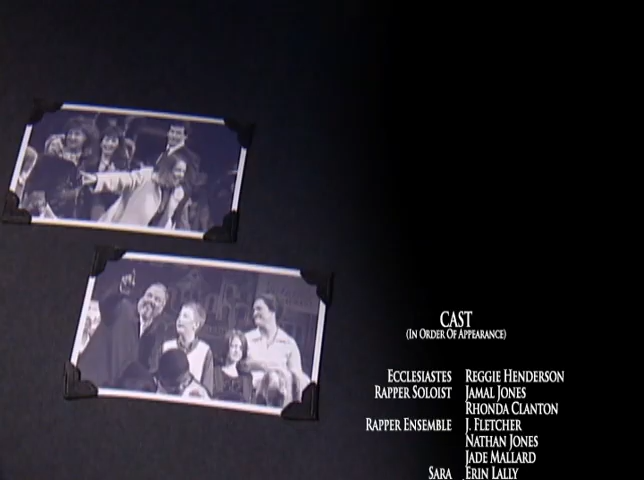 CAST
(IN ORDER OF APPEARANCE)
ECCLESIASTES REGGIE HENDERSON
RAPPER SOLOIST JAMAL JONES
RHONDA CLANTON
RAPPER ENSEMBLE J. FLETCHER
NATHAN JONES
JADE MALLARD
SARA ERIN LALLY